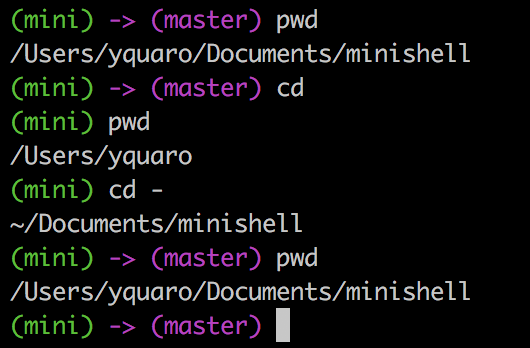 (mini) -> (master) pwd
/Users/yquaro/Documents/minishell
(mini) -> (master) cd
(mini) pwd
/Users/yquaro
(mini) cd -
~/Documents/minishell
(mini) -> (master) pwd
/Users/yquaro/Documents/minishell
(mini) -> (master)